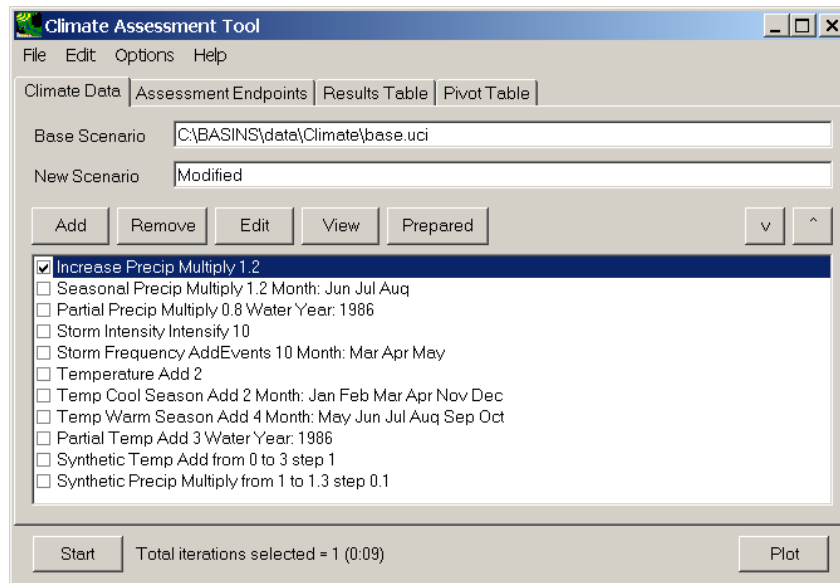 Climate Assessment Tool
File Edit Options Help
Climate Data Assessment Endpoints Results Table Pivot Table
Base Scenario C:\BASINS\data\Climate\base.uci
New Scenario Modified
Add Remove Edit View Prepared v ^
Increase Precip Multiply 1.2
Seasonal Precip Multiply 1.2 Month: Jun Jul Aug
Partial Precip Multiply 0.8 Water Year: 1986
Storm Intensity Intensify 10
Storm Frequency AddEvents 10 Month: Mar Apr May
Temperature Add 2
Temp Cool Season Add 2 Month: Jan Feb Mar Apr Nov Dec
Temp Warm Season Add 4 Month: May Jun Jul Aug Sep Oct
Partial Temp Add 3 Water Year: 1986
Synthetic Temp Add from 0 to 3 step 1
Synthetic Precip Multiply from 1 to 1.3 step 0.1
Start Total iterations selected = 1 (0:09) Plot